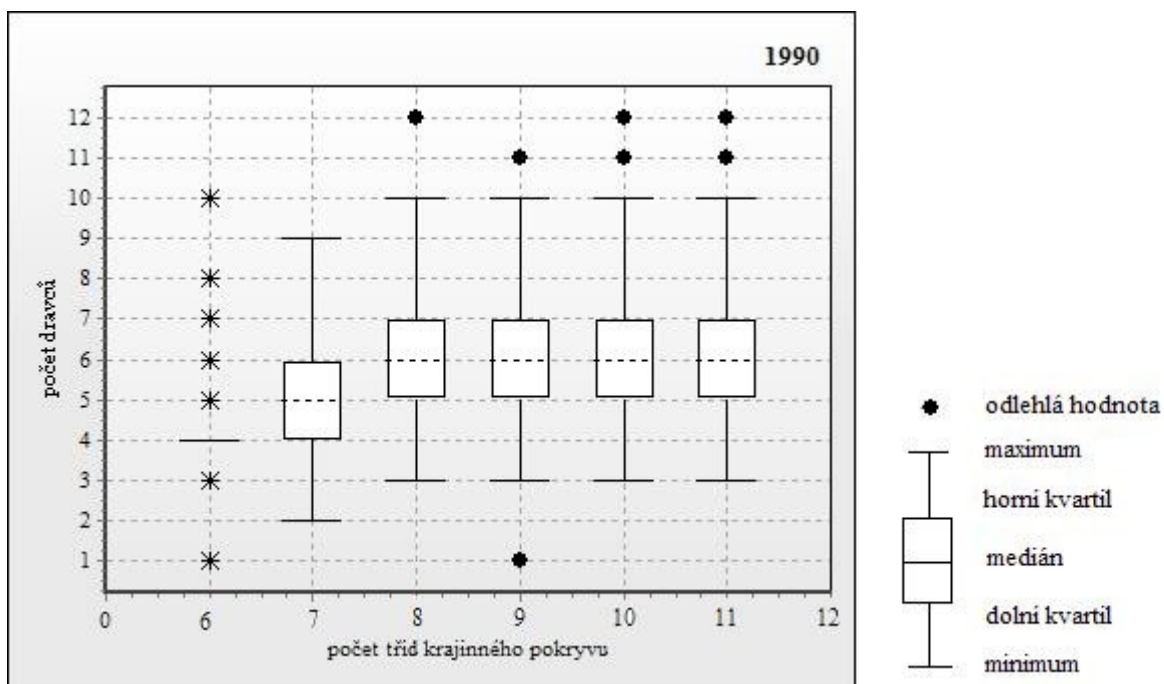 1990
12
11
10
9
8
7
6
5
4
3
2
1
počet dravců
0 6 7 8 9 10 11 12
počet tříd krajinného pokryvu
odlehlá hodnota
maximum
horní kvartil
medián
dolní kvartil
minimum